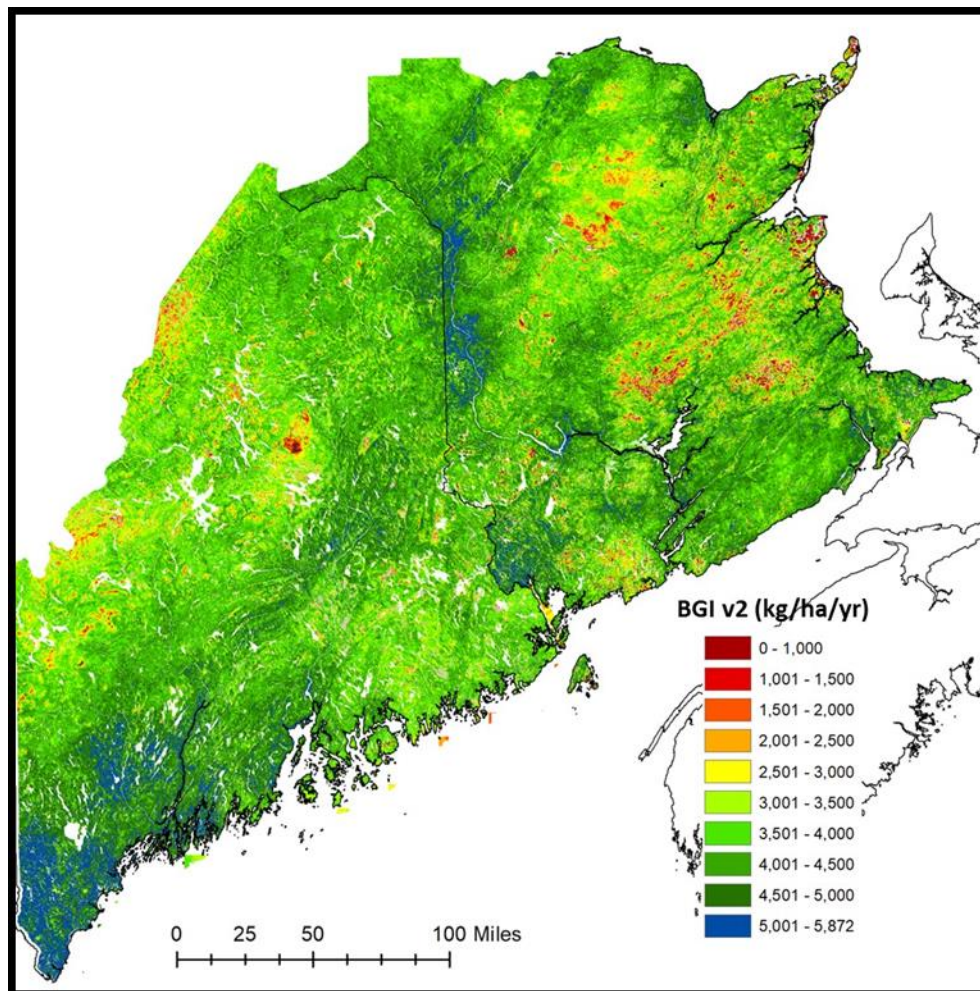 BGI v2 (kg/ha/yr)
0 - 1,000
1,001 - 1,500
1,501 - 2,000
2,001 - 2,500
2,501 - 3,000
3,001 - 3,500
3,501 - 4,000
4,001 - 4,500
4,501 - 5,000
5,001 - 5,872
0 25 50 100 Miles